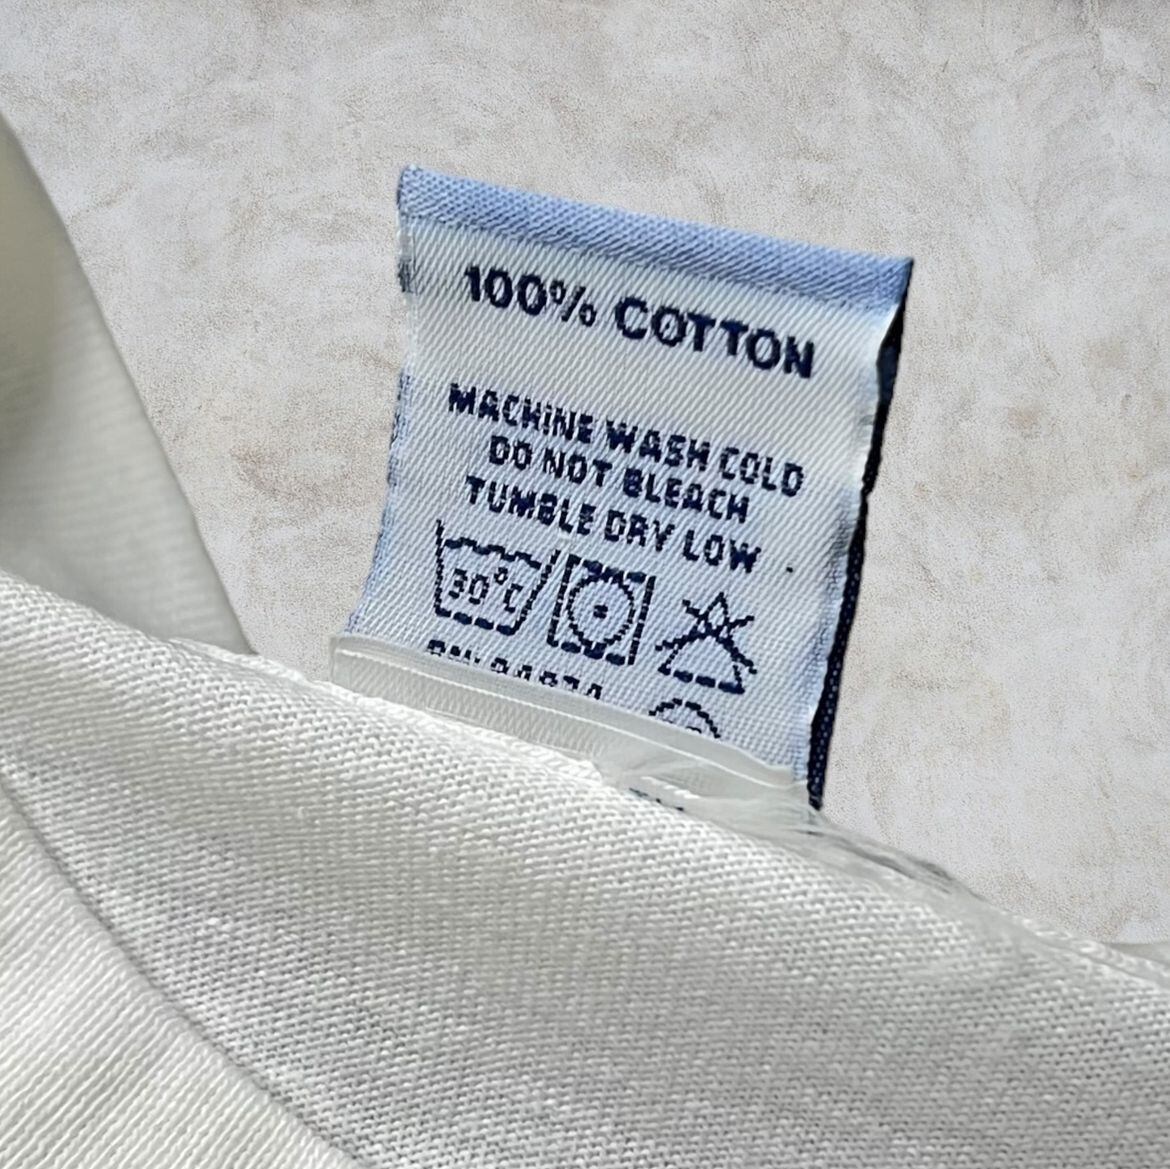 100% COTTON
MACHINE WASH COLD
DO NOT BLEACH
TUMBLE DRY LOW
30°C